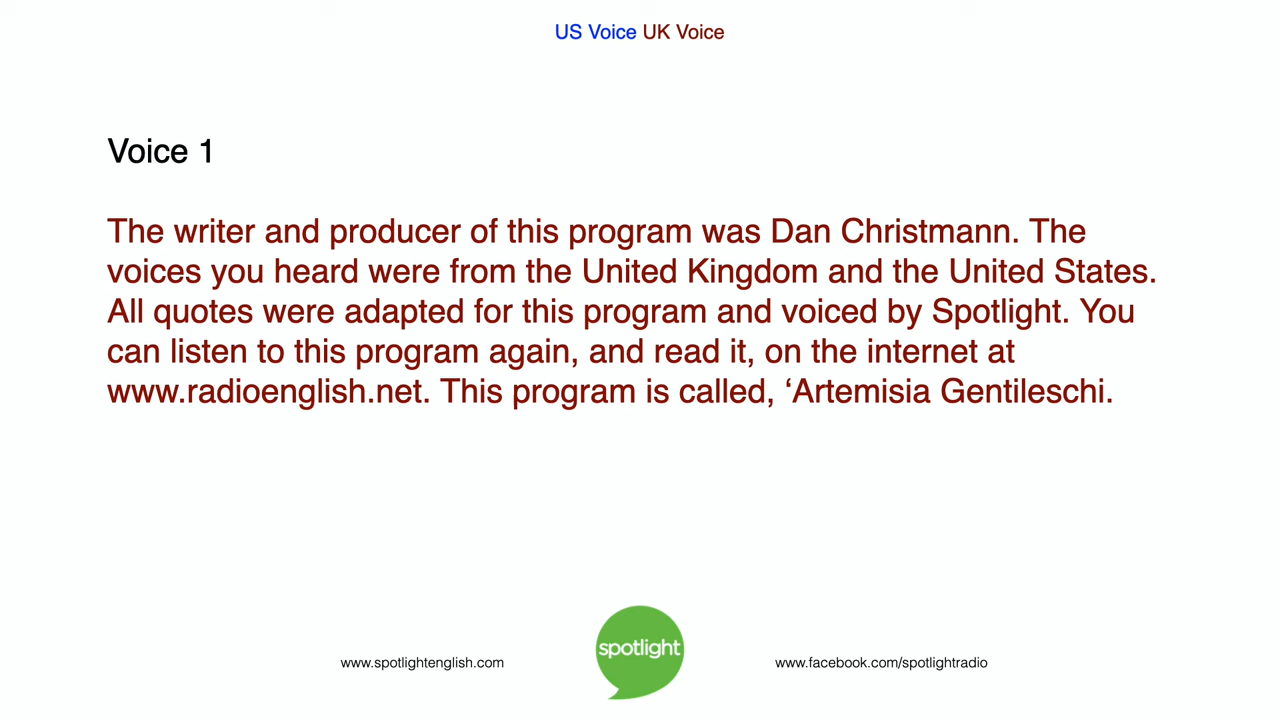 US Voice UK Voice
Voice 1
The writer and producer of this program was Dan Christmann. The
voices you heard were from the United Kingdom and the United States.
All quotes were adapted for this program and voiced by Spotlight. You
can listen to this program again, and read it, on the internet at
www.radioenglish.net. This program is called, ‘Artemisia Gentileschi.
www.spotlightenglish.com
spotlight
www.facebook.com/spotlightradio